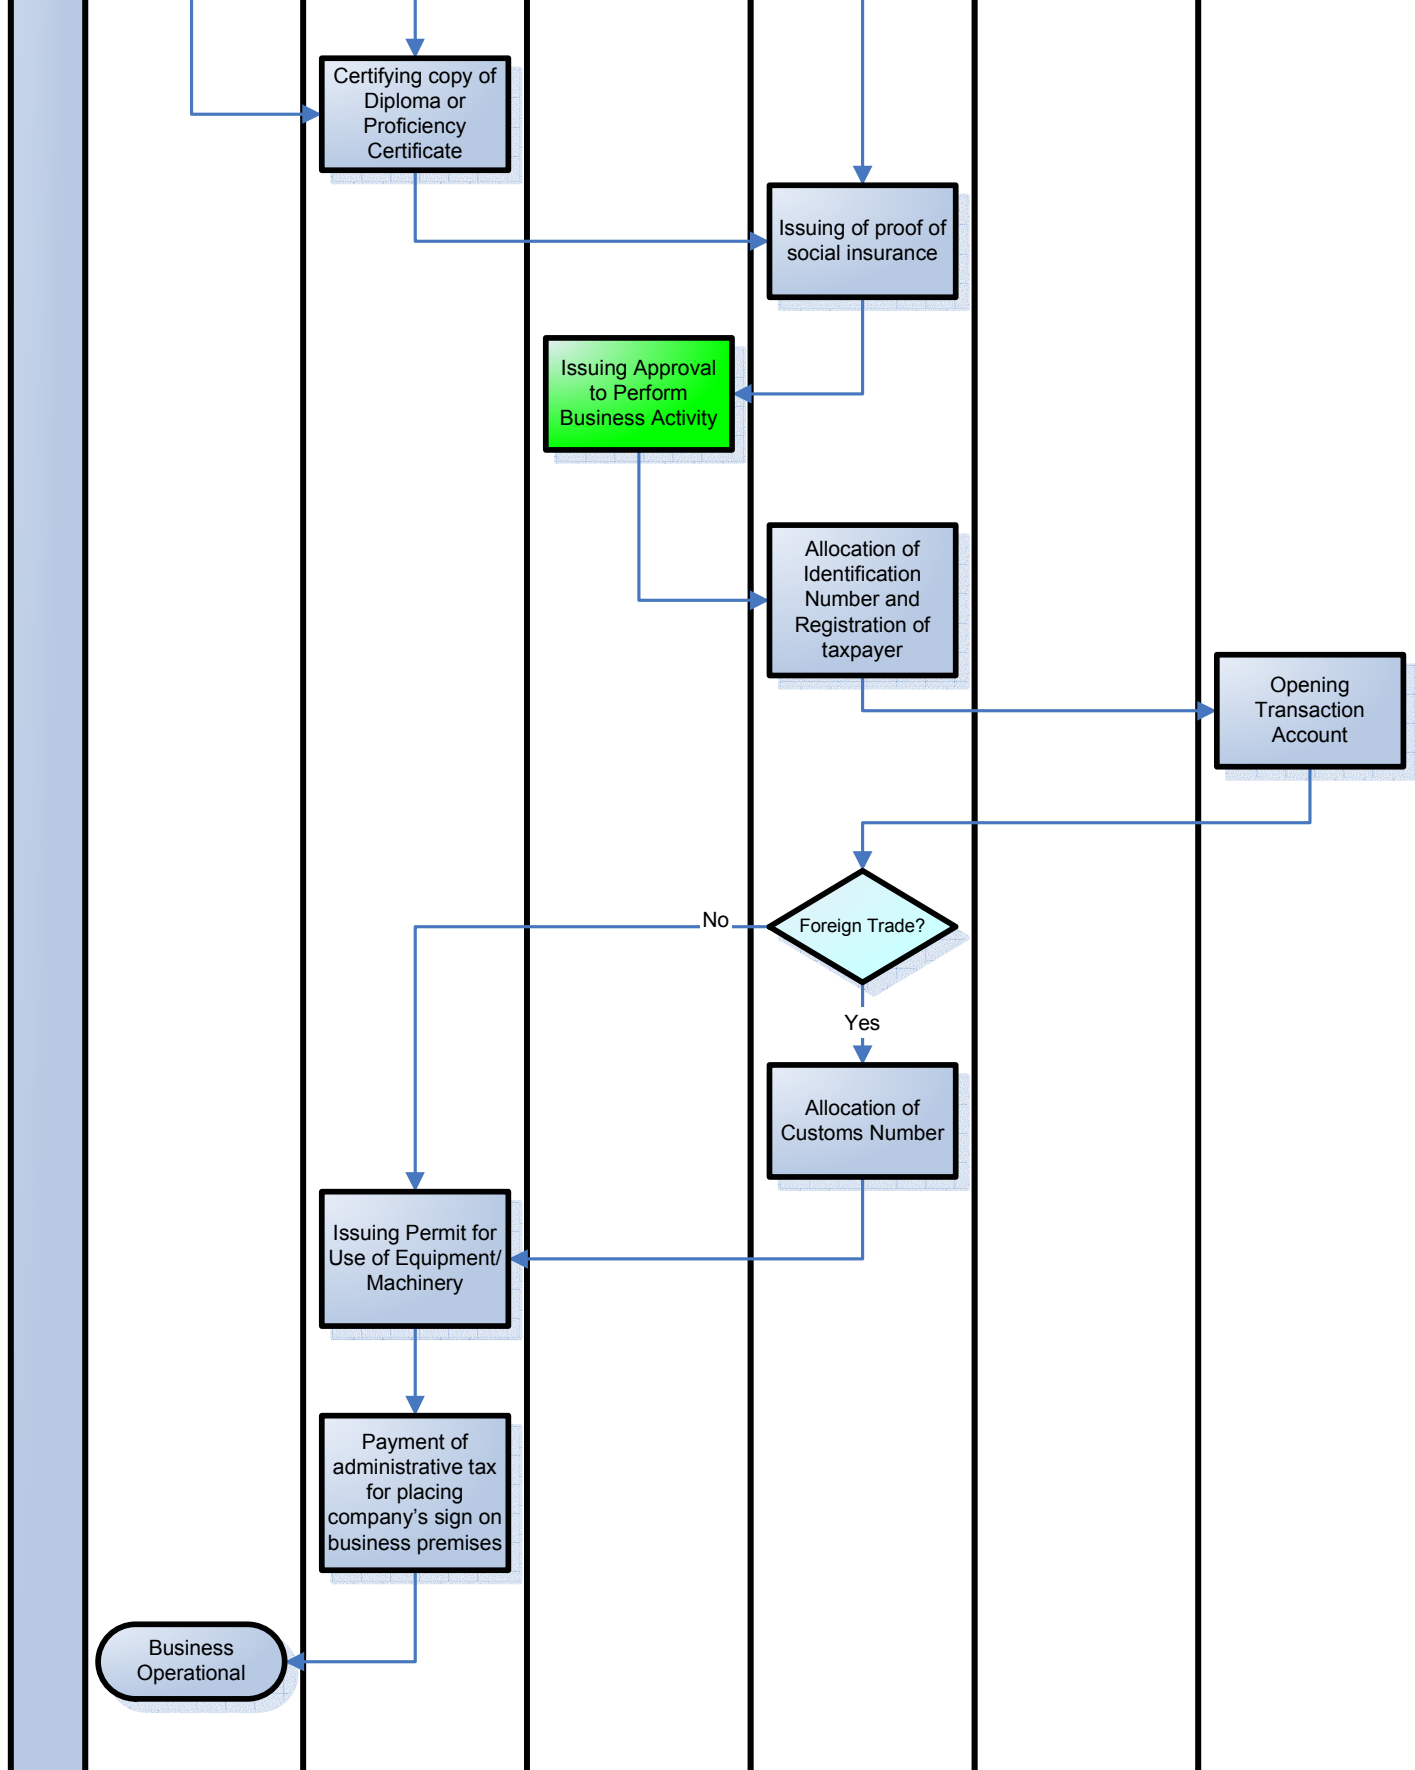 Certifying copy of
Diploma or
Proficiency
Certificate
Issuing of proof of
social insurance
Issuing Approval
to Perform
Business Activity
Allocation of
Identification
Number and
Registration of
taxpayer
Opening
Transaction
Account
Foreign Trade?
No
Yes
Allocation of
Customs Number
Issuing Permit for
Use of Equipment/
Machinery
Payment of
administrative tax
for placing
company’s sign on
business premises
Business
Operational